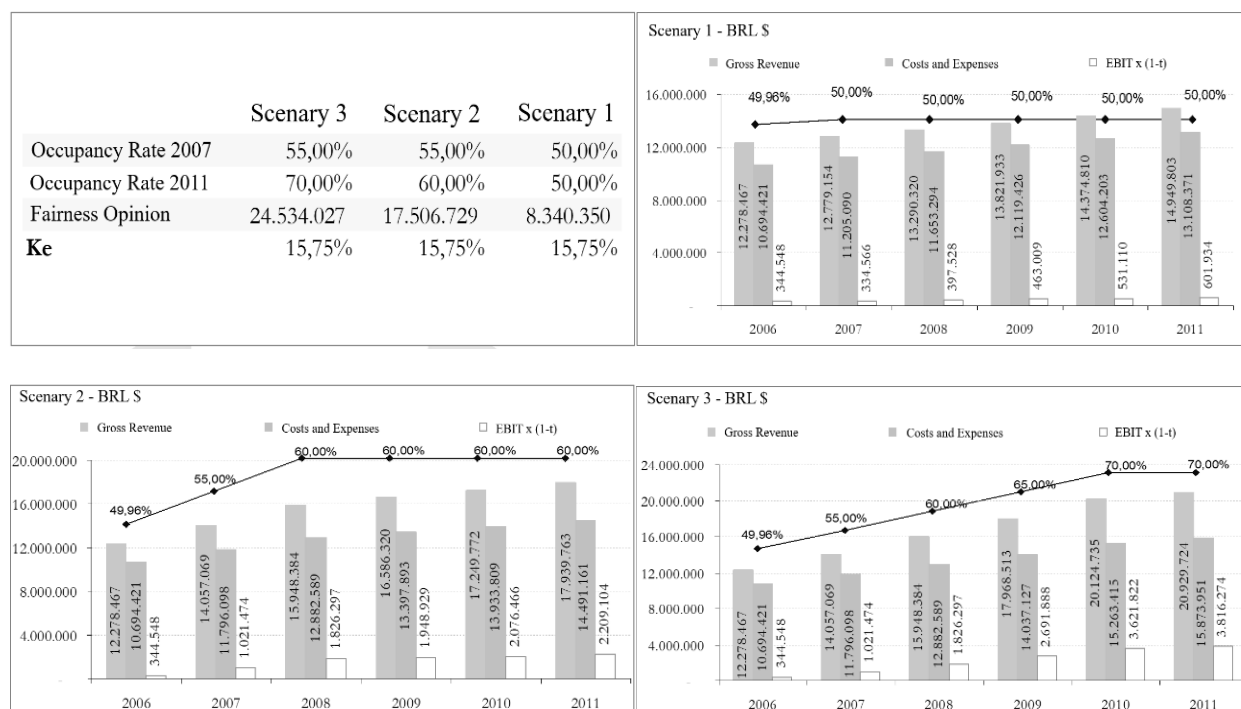 Scenary 3 Scenary 2 Scenary 1
Occupancy Rate 2007 55,00% 55,00% 50,00%
Occupancy Rate 2011 70,00% 60,00% 50,00%
Fairness Opinion 24.534.027 17.506.729 8.340.350
Ke 15,75% 15,75% 15,75%
Scenary 1 - BRL $
Gross Revenue Costs and Expenses EBIT x (1-t)
16.000.000
12.000.000
8.000.000
4.000.000
-
49,96% 50,00% 50,00% 50,00% 50,00% 50,00%
12.278.467 10.694.421 344.548
12.779.154 11.205.090 334.566
13.290.320 11.653.294 397.528
13.821.933 12.119.426 463.009
14.374.810 12.604.203 531.110
14.949.803 13.108.371 601.934
2006 2007 2008 2009 2010 2011
Scenary 2 - BRL $
Gross Revenue Costs and Expenses EBIT x (1-t)
20.000.000
16.000.000
12.000.000
8.000.000
4.000.000
-
49,96% 55,00% 60,00% 60,00% 60,00% 60,00%
12.278.467 10.694.421 344.548
14.057.069 11.796.098 1.021.474
15.948.384 12.882.589 1.826.297
16.586.320 13.397.893 1.948.929
17.249.772 13.933.809 2.076.466
17.939.763 14.491.161 2.209.104
2006 2007 2008 2009 2010 2011
Scenary 3 - BRL $
Gross Revenue Costs and Expenses EBIT x (1-t)
24.000.000
20.000.000
16.000.000
12.000.000
8.000.000
4.000.000
-
49,96% 55,00% 60,00% 65,00% 70,00% 70,00%
12.278.467 10.694.421 344.548
14.057.069 11.796.098 1.021.474
15.948.384 12.882.589 1.826.297
17.968.513 14.037.127 2.691.888
20.124.735 15.263.415 3.621.822
20.929.724 15.873.951 3.816.274
2006 2007 2008 2009 2010 2011